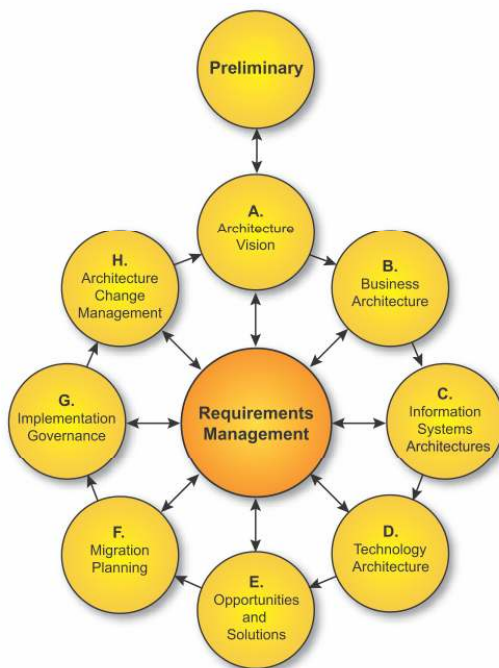 Preliminary
A.
Architecture
Vision
B.
Business
Architecture
C.
Information
Systems
Architectures
D.
Technology
Architecture
E.
Opportunities
and
Solutions
F.
Migration
Planning
G.
Implementation
Governance
H.
Architecture
Change
Management
Requirements
Management